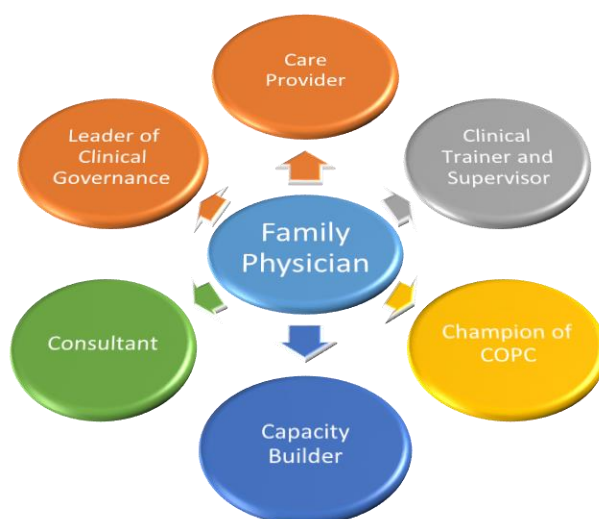 Care
Provider
Leader of
Clinical
Governance
Clinical
Trainer and
Supervisor
Family
Physician
Consultant
Champion of
COPC
Capacity
Builder